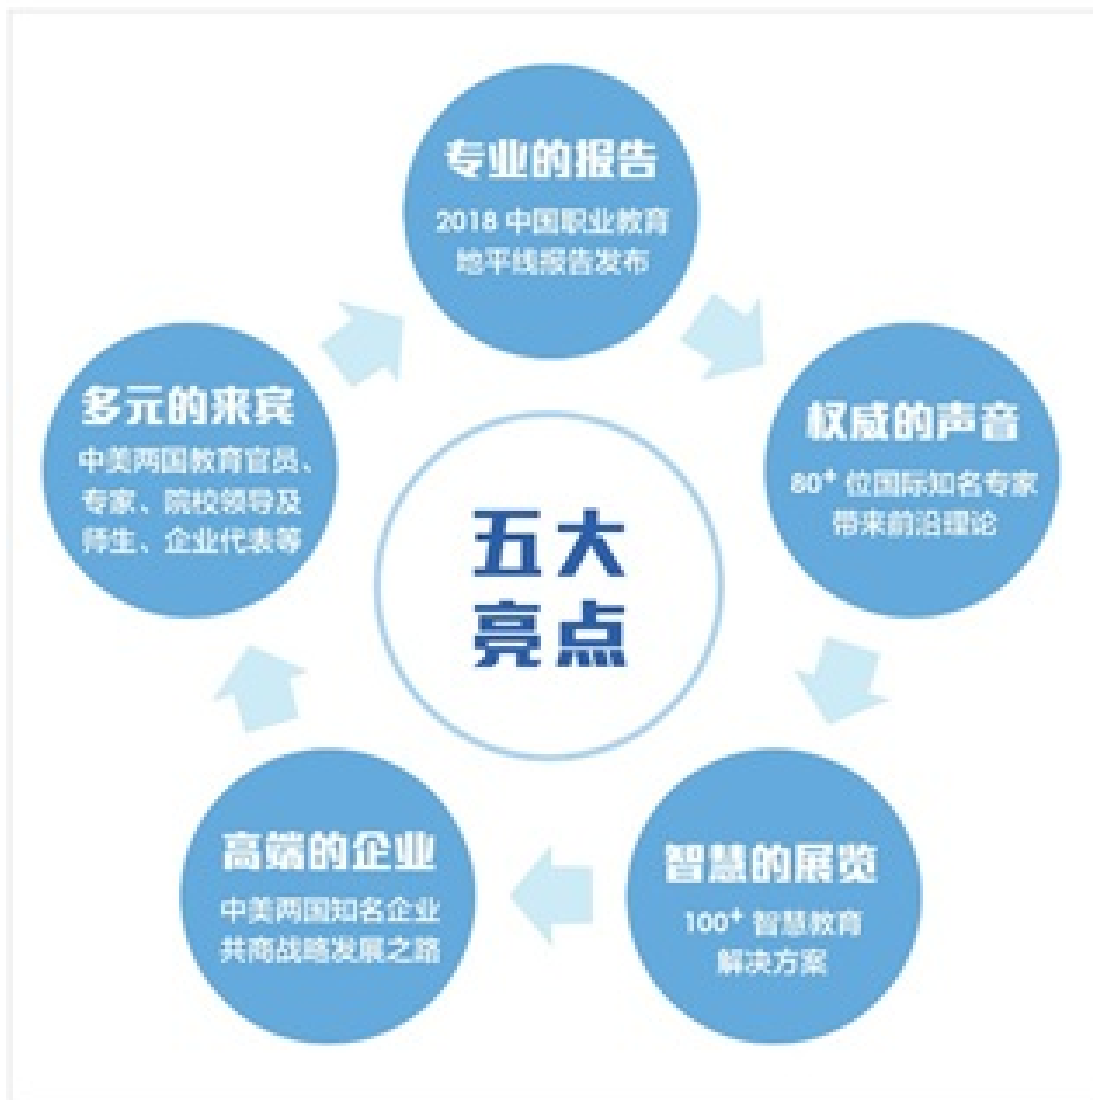 专业的报告
2018 中国职业教育
地平线报告发布
权威的声音
80+ 位国际知名专家
带来前沿理论
智慧的展览
100+ 智慧教育
解决方案
高端的企业
中美两国知名企业
共商战略发展之路
多元的来宾
中美两国教育官员、
专家、院校领导及
师生、企业代表等
五大
亮点